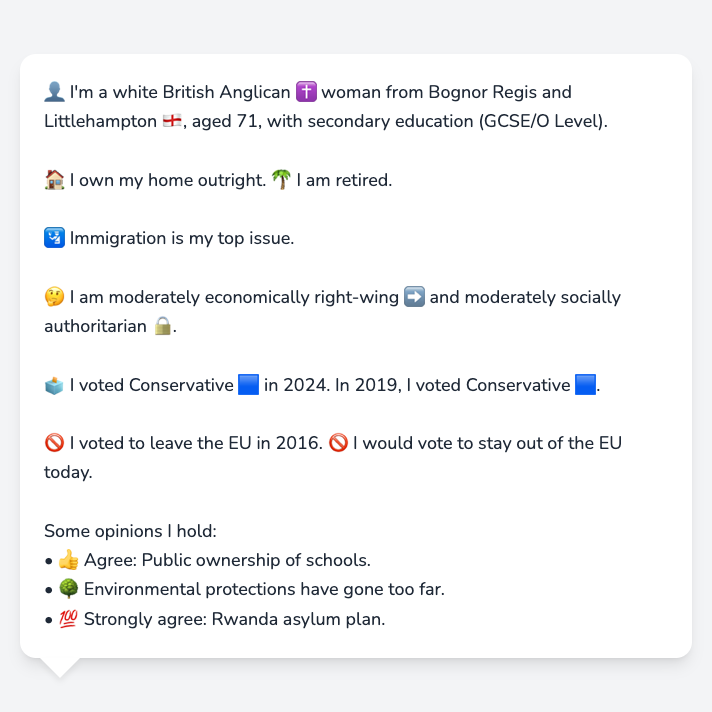 👤 I'm a white British Anglican ✝️ woman from Bognor Regis and
Littlehampton 🏴󠁧󠁢󠁥󠁮󠁧󠁿, aged 71, with secondary education (GCSE/O Level).
🏠 I own my home outright. 🌴 I am retired.
🛂 Immigration is my top issue.
🤔 I am moderately economically right-wing ➡️ and moderately socially
authoritarian 🔒.
🗳️ I voted Conservative 🟦 in 2024. In 2019, I voted Conservative 🟦.
🚫 I voted to leave the EU in 2016. 🚫 I would vote to stay out of the EU
today.
Some opinions I hold:
• 👍 Agree: Public ownership of schools.
• 🌳 Environmental protections have gone too far.
• 💯 Strongly agree: Rwanda asylum plan.